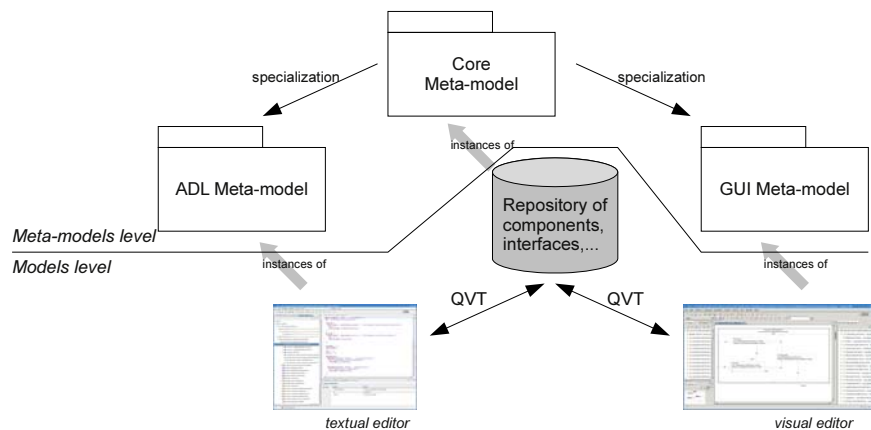 Core
Meta-model
specialization
specialization
instances of
ADL Meta-model
GUI Meta-model
Repository of
components,
interfaces,...
Meta-models level
Models level
instances of
instances of
QVT
QVT
textual editor
visual editor